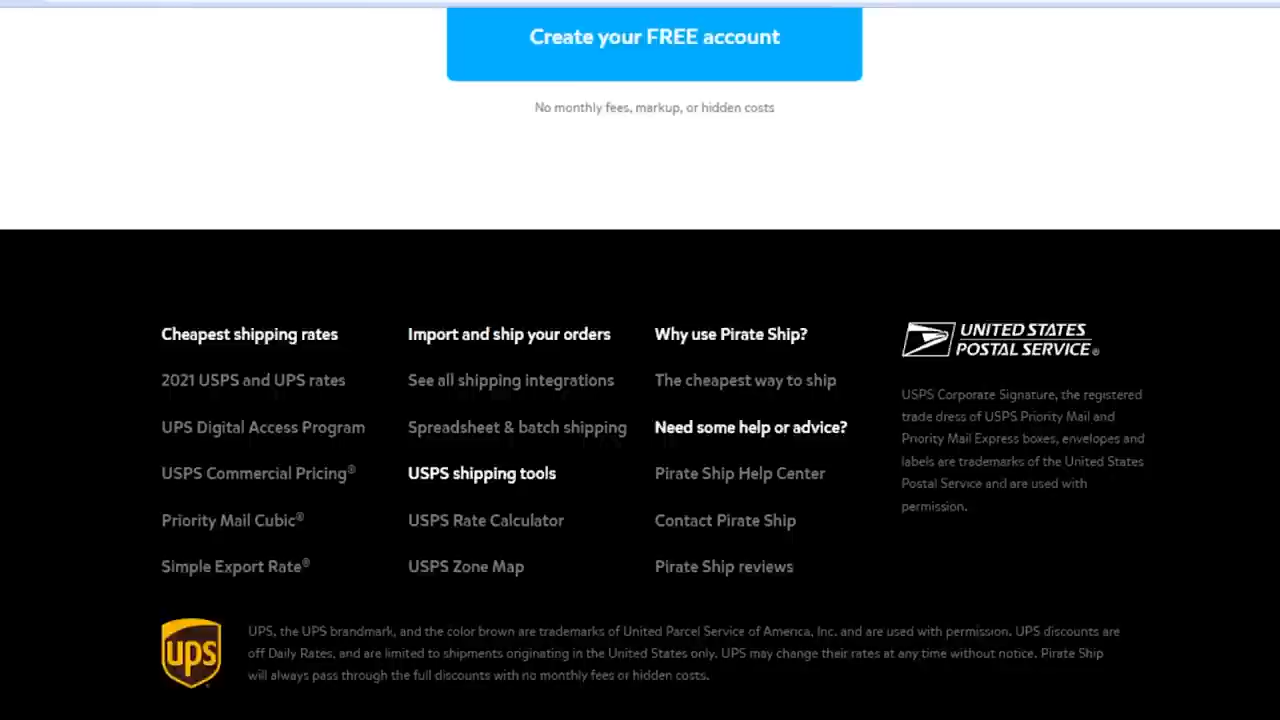 Create your FREE account
No monthly fees, markup, or hidden costs
Cheapest shipping rates
2021 USPS and UPS rates
UPS Digital Access Program
USPS Commercial Pricing®
Priority Mail Cubic®
Simple Export Rate®
Import and ship your orders
See all shipping integrations
Spreadsheet & batch shipping
USPS shipping tools
USPS Rate Calculator
USPS Zone Map
Why use Pirate Ship?
The cheapest way to ship
Need some help or advice?
Pirate Ship Help Center
Contact Pirate Ship
Pirate Ship reviews
UNITED STATES
POSTAL SERVICE®
USPS Corporate Signature, the registered
trade dress of USPS Priority Mail and
Priority Mail Express boxes, envelopes and
labels are trademarks of the United States
Postal Service and are used with
permission.
ups
UPS, the UPS brandmark, and the color brown are trademarks of United Parcel Service of America, Inc. and are used with permission. UPS discounts are
off Daily Rates, and are limited to shipments originating in the United States only. UPS may change their rates at any time without notice. Pirate Ship
will always pass through the full discounts with no monthly fees or hidden costs.